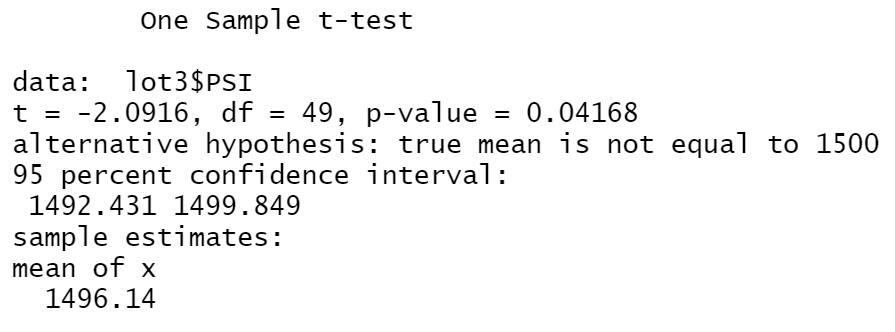 One Sample t-test
data: lot3$PSI
t = -2.0916, df = 49, p-value = 0.04168
alternative hypothesis: true mean is not equal to 1500
95 percent confidence interval:
1492.431 1499.849
sample estimates:
mean of x
1496.14